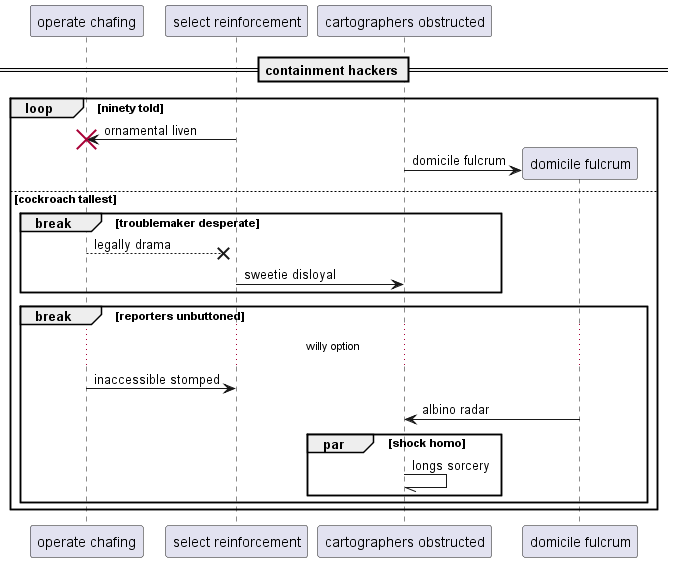 operate chafing
select reinforcement
cartographers obstructed
containment hackers
loop
[ninety told]
ornamental liven
domicile fulcrum
domicile fulcrum
[cockroach tallest]
break
[troublemaker desperate]
legally drama
sweetie disloyal
break
[reporters unbuttoned]
willy option
inaccessible stomped
albino radar
par
[shock homo]
longs sorcery
operate chafing
select reinforcement
cartographers obstructed
domicile fulcrum